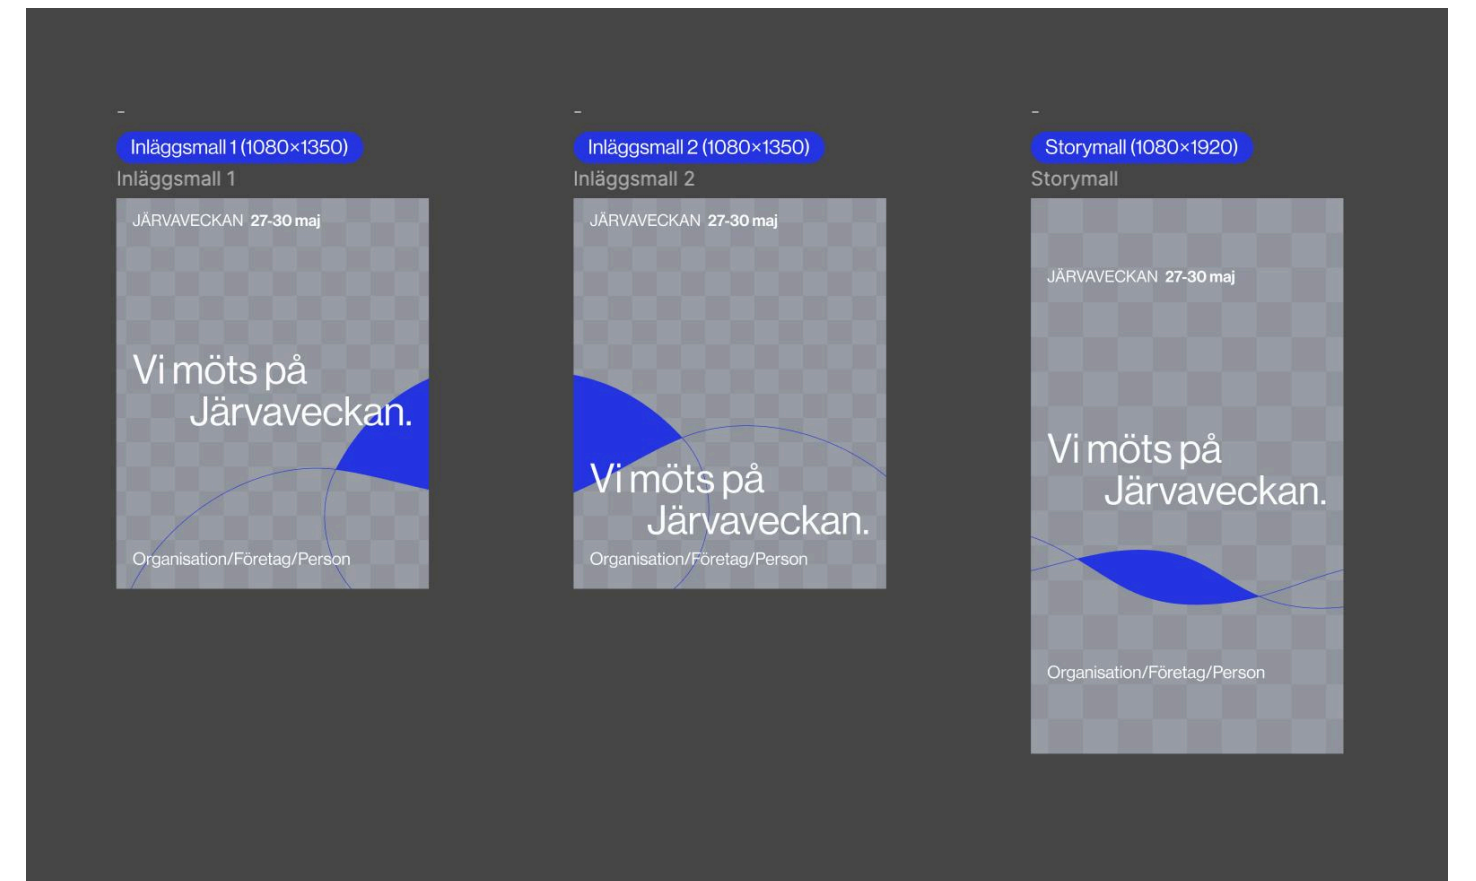 Inläggsmall 1 (1080×1350)
Inläggsmall 1
JÄRVAVECKAN 27-30 maj
Vi möts på
Järvaveckan.
Organisation/Företag/Person
Inläggsmall 2 (1080×1350)
Inläggsmall 2
JÄRVAVECKAN 27-30 maj
Vi möts på
Järvaveckan.
Organisation/Företag/Person
Storymall (1080×1920)
Storymall
JÄRVAVECKAN 27-30 maj
Vi möts på
Järvaveckan.
Organisation/Företag/Person